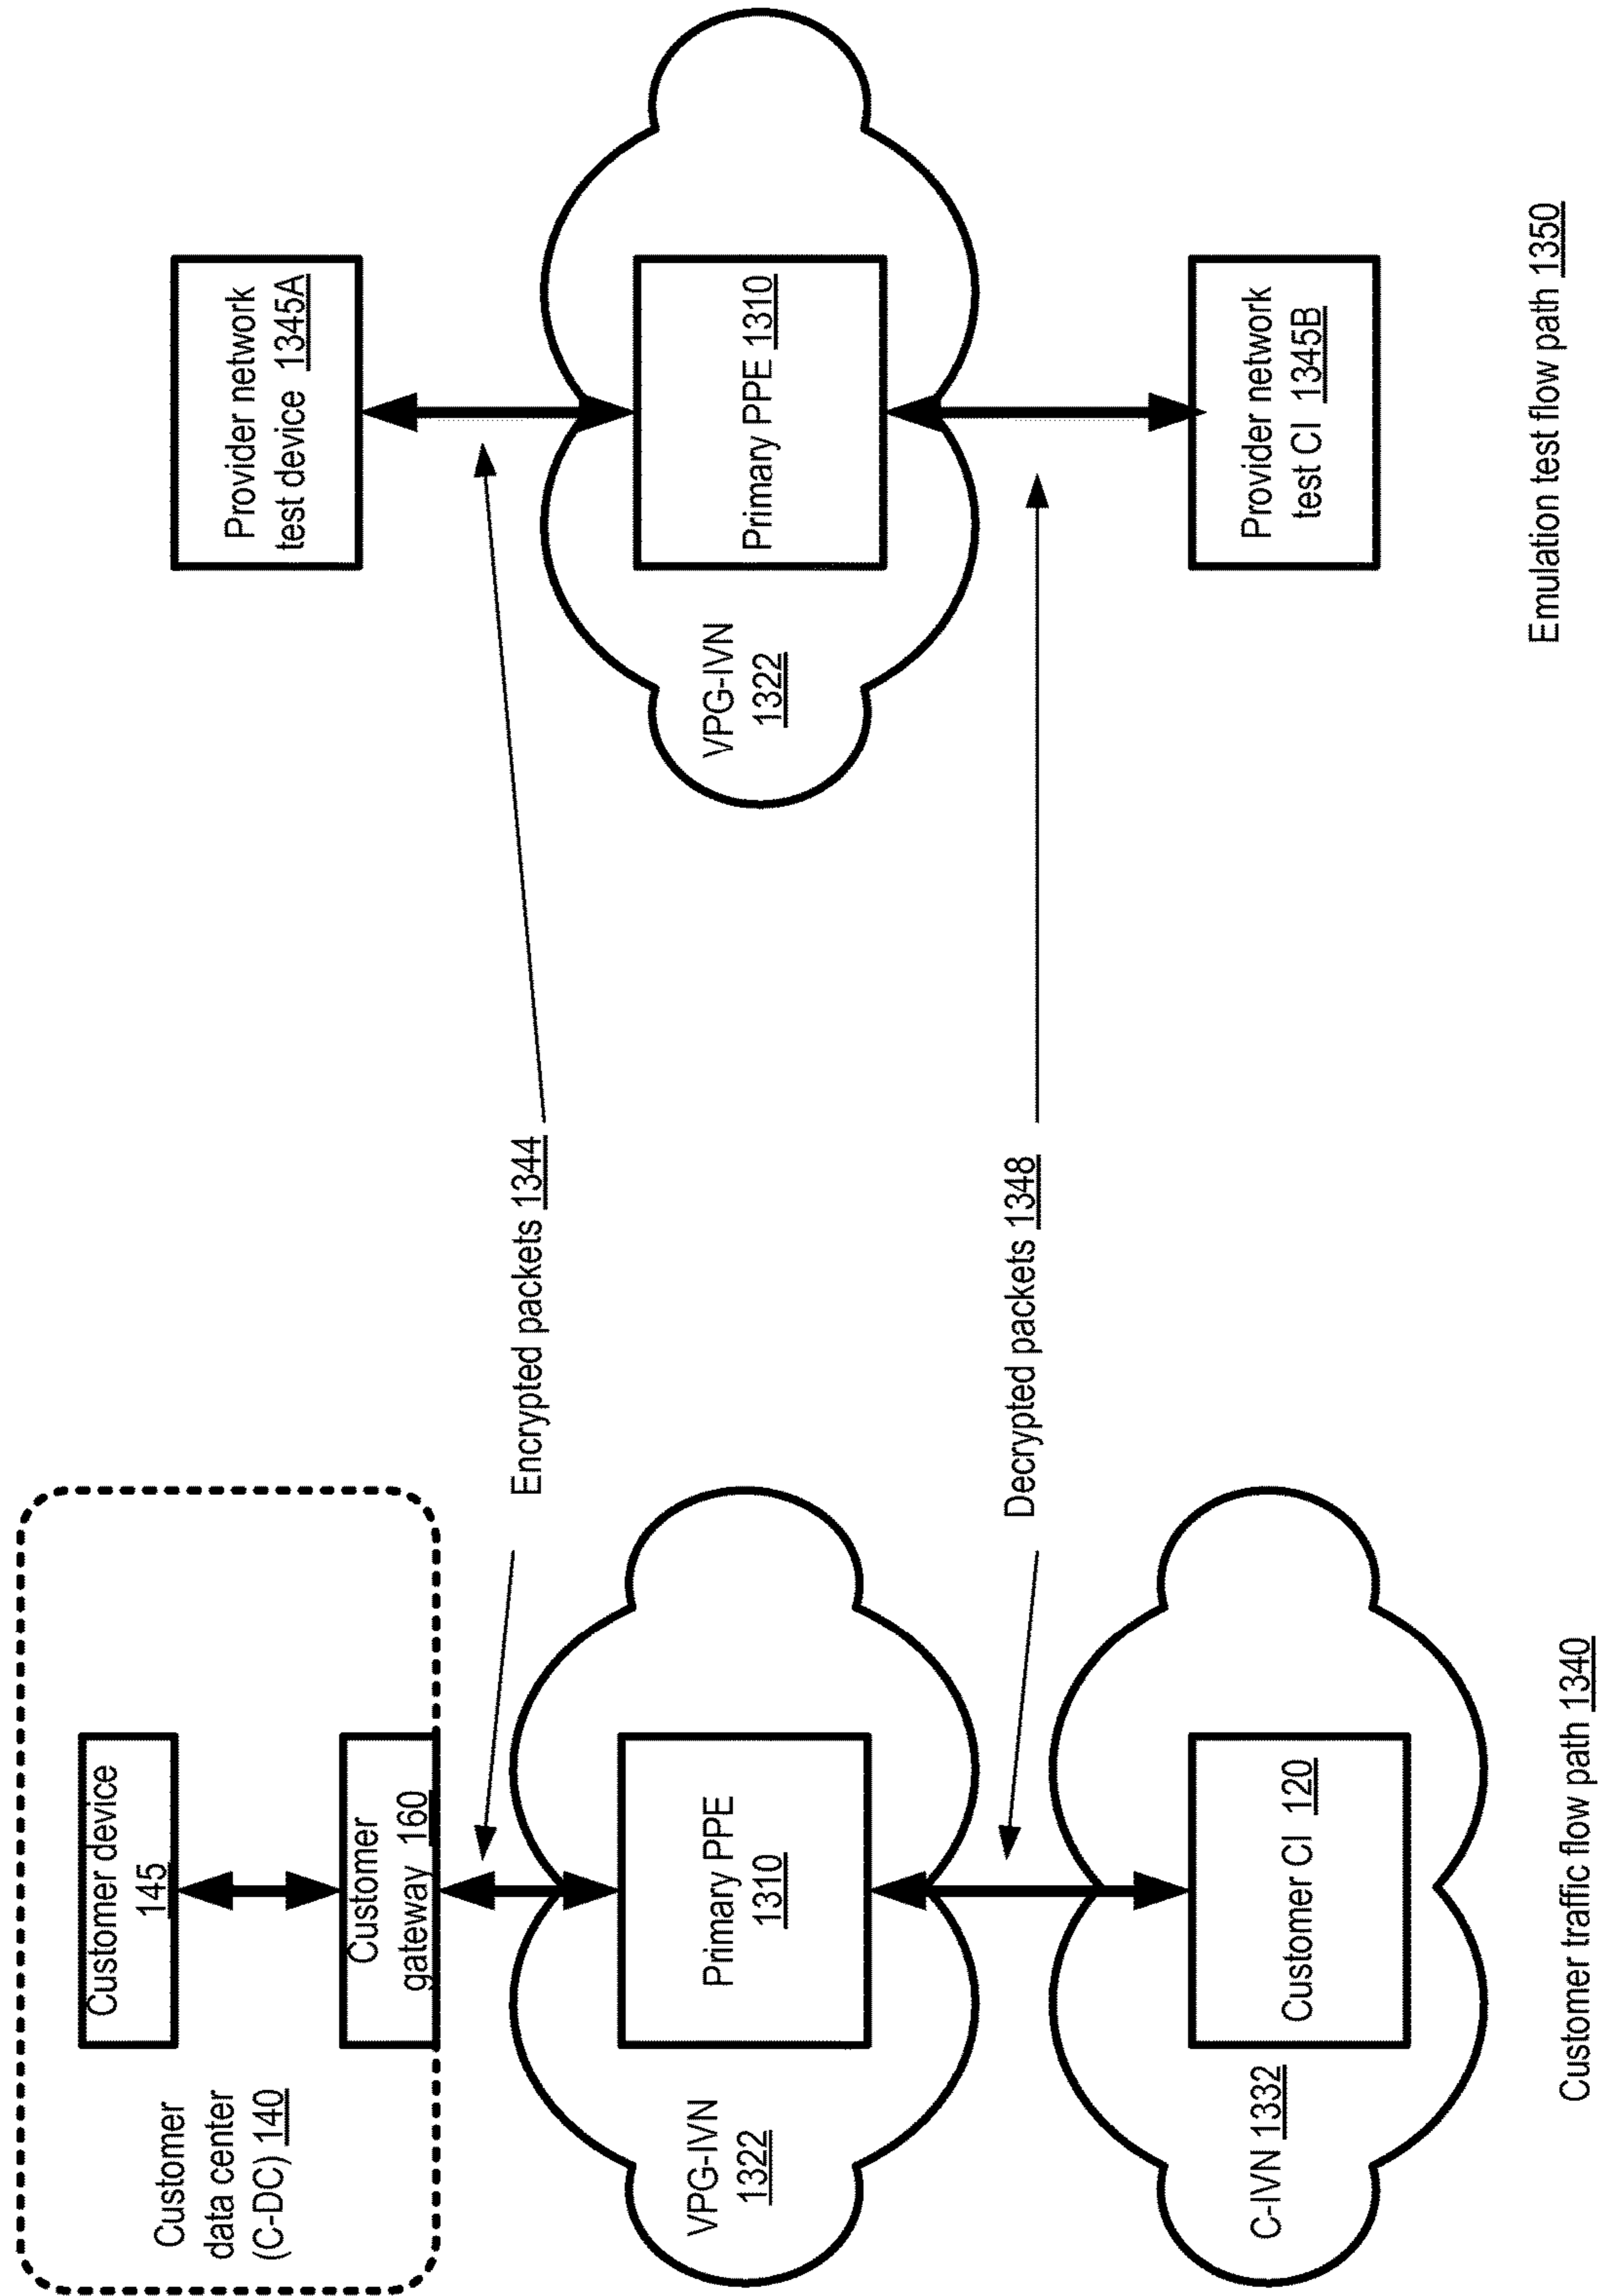 Customer device
145
Customer
data center
(C-DC) 140
Customer
gateway 160
Encrypted packets 1344
VPG-IVN
1322
Primary PPE
1310
Decrypted packets 1348
C-IVN 1332
Customer CI 120
Customer traffic flow path 1340
Provider network
test device 1345A
VPG-IVN
1322
Primary PPE 1310
Provider network
test CI 1345B
Emulation test flow path 1350